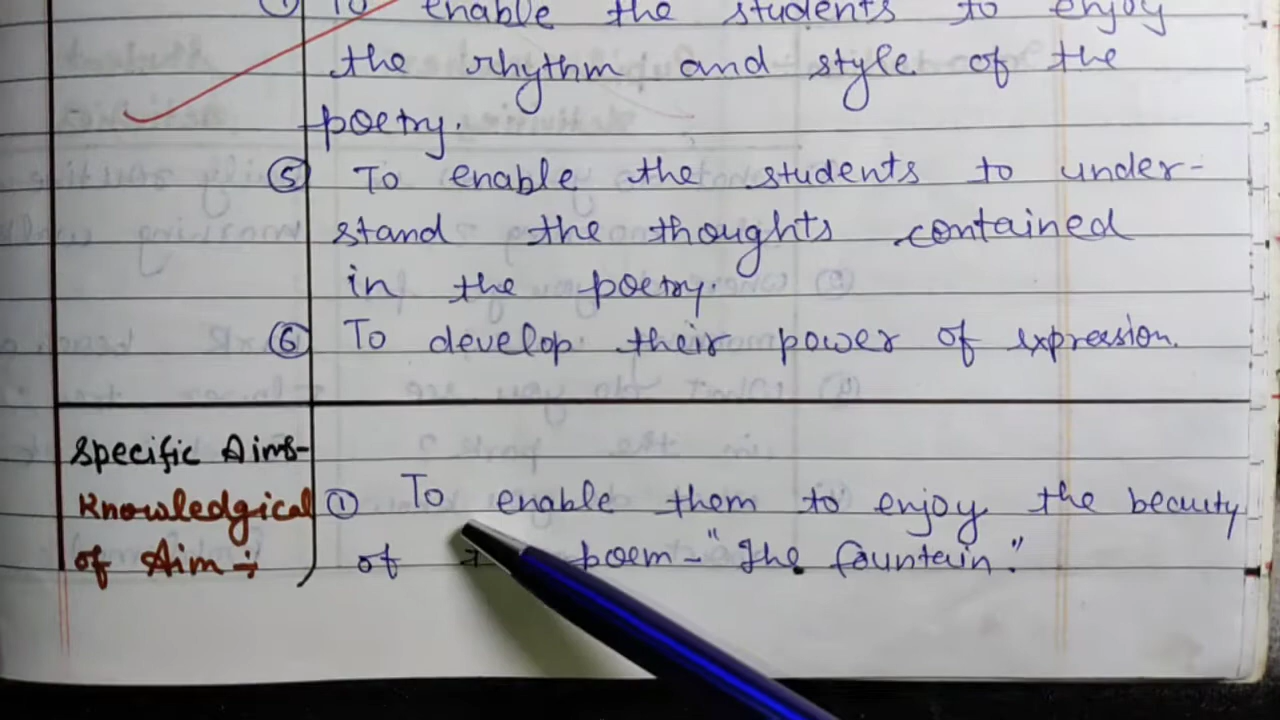 To enable the students to enjoy
the rhythm and style of the
poetry.
⑤ To enable the students to under-
stand the thoughts contained
in the poetry.
⑥ To develop their power of expression.
Specific Aims-
Knowledgical ① To enable them to enjoy the beauty
of Aim :- of poem - "The fountain."